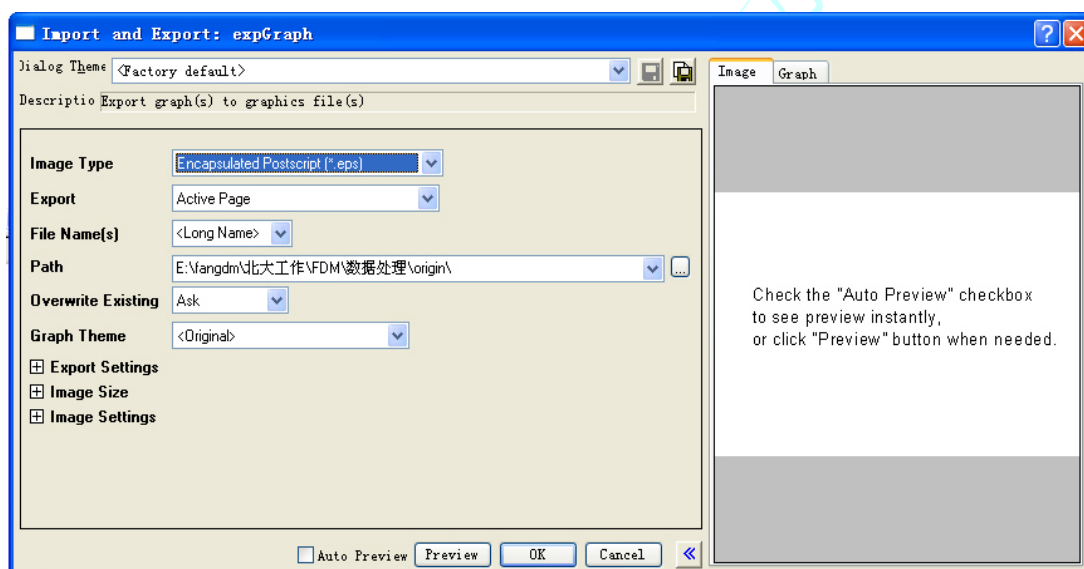 Import and Export: expGraph
Dialog Theme <Factory default>
Descriptio Export graph(s) to graphics file(s)
Image Type Encapsulated Postscript (*.eps)
Export Active Page
File Name(s) <Long Name>
Path E:\fangdm\北大工作\FDM\数据处理\origin\ ...
Overwrite Existing Ask
Graph Theme <Original>
Export Settings
Image Size
Image Settings
Auto Preview Preview OK Cancel
Image Graph
Check the "Auto Preview" checkbox
to see preview instantly,
or click "Preview" button when needed.